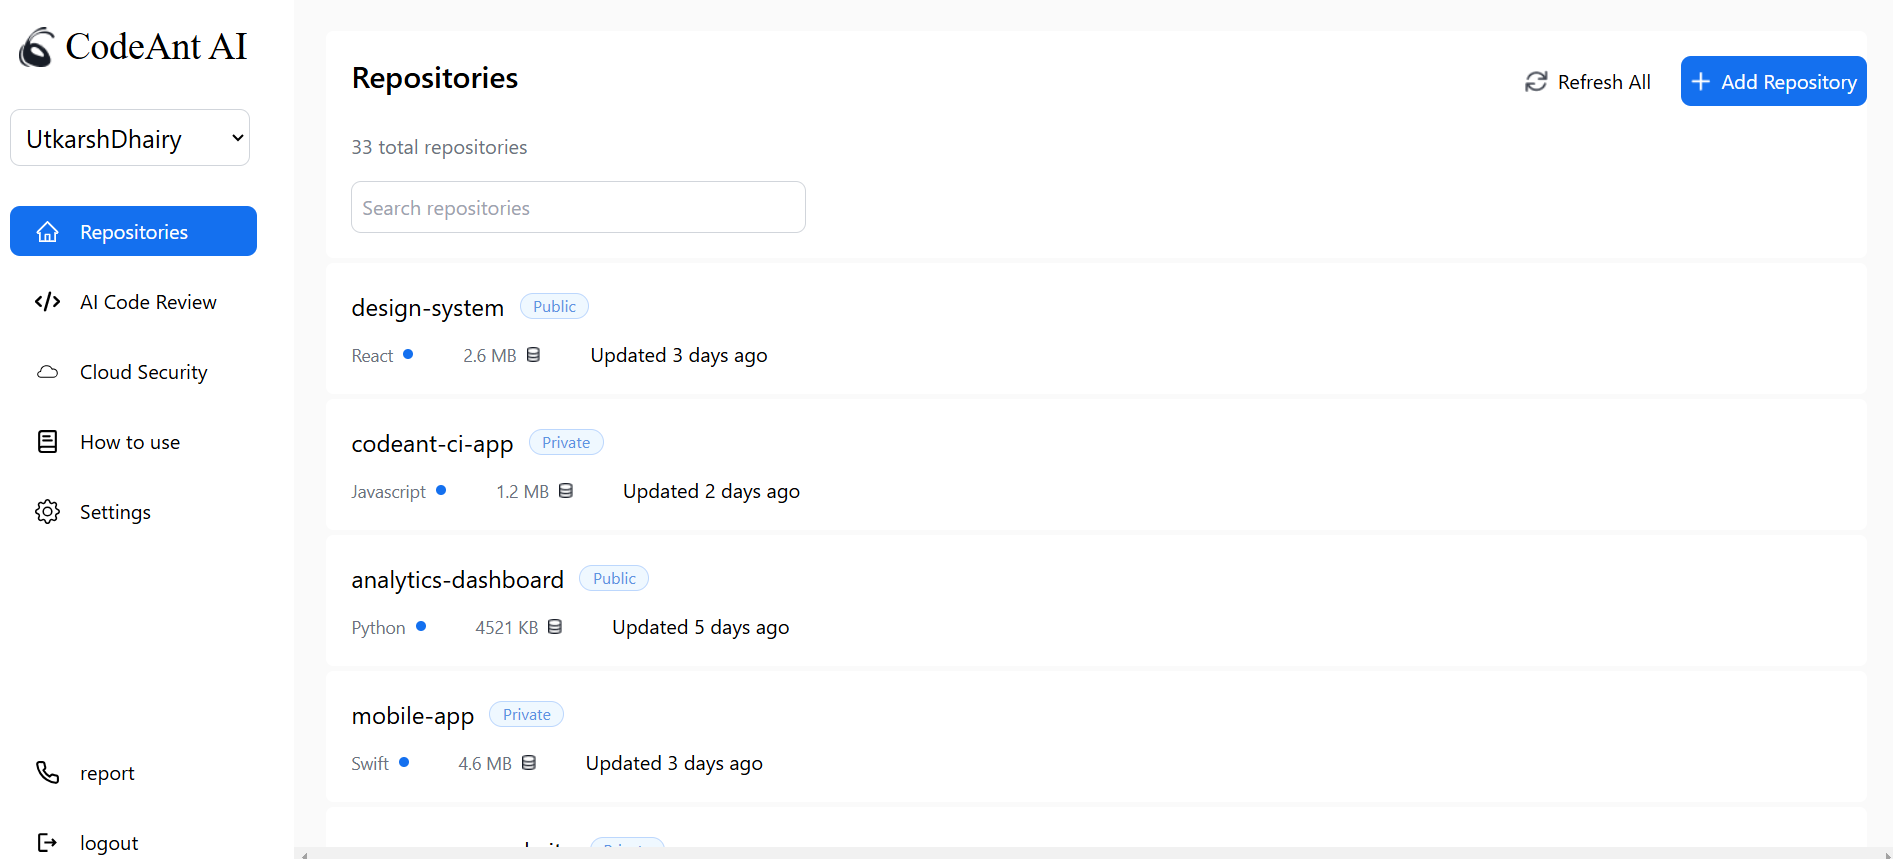 CodeAnt AI
UtkarshDhairy
Repositories
AI Code Review
Cloud Security
How to use
Settings
report
logout
Repositories
Refresh All
Add Repository
33 total repositories
Search repositories
design-system Public
React 2.6 MB Updated 3 days ago
codeant-ci-app Private
Javascript 1.2 MB Updated 2 days ago
analytics-dashboard Public
Python 4521 KB Updated 5 days ago
mobile-app Private
Swift 4.6 MB Updated 3 days ago